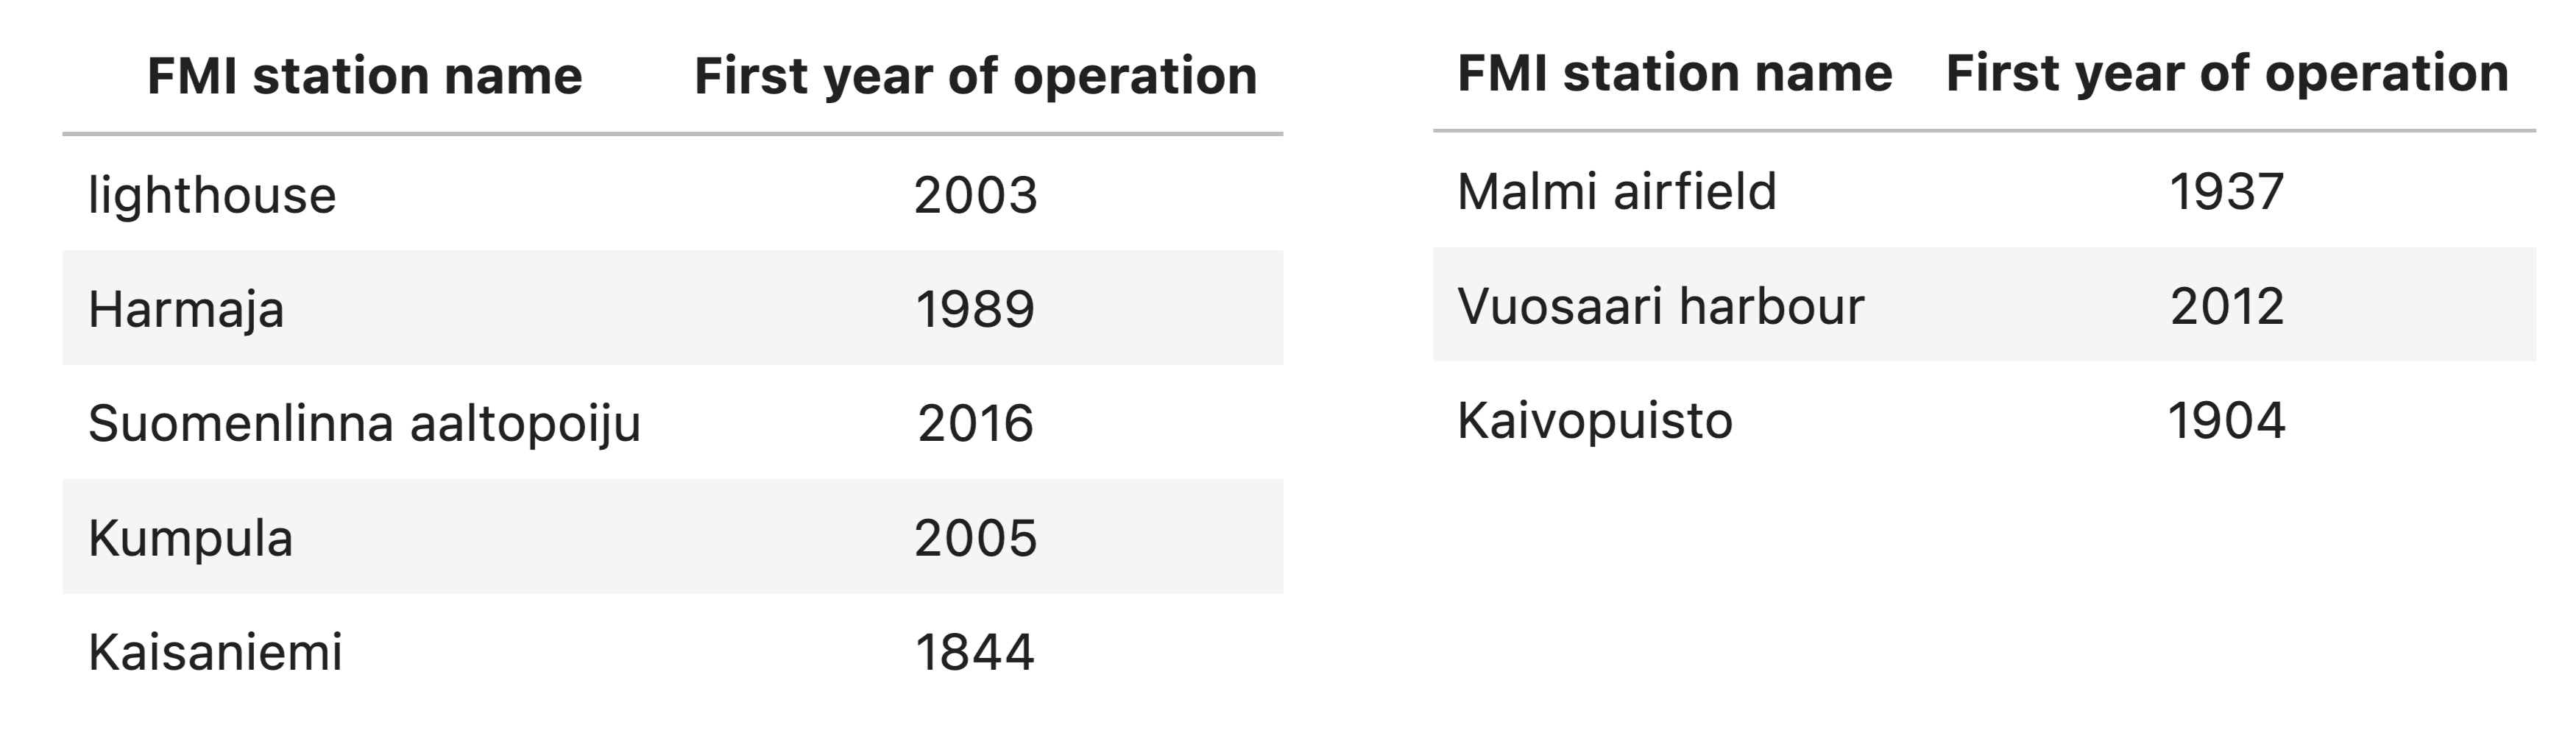 FMI station name First year of operation
lighthouse 2003
Harmaja 1989
Suomenlinna aaltopoiju 2016
Kumpula 2005
Kaisaniemi 1844
FMI station name First year of operation
Malmi airfield 1937
Vuosaari harbour 2012
Kaivopuisto 1904